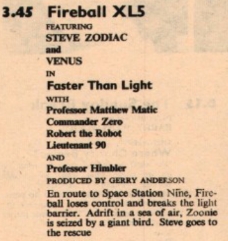 3.45 Fireball XL5
FEATURING
STEVE ZODIAC
and
VENUS
IN
Faster Than Light
WITH
Professor Matthew Matic
Commander Zero
Robert the Robot
Lieutenant 90
AND
Professor Himbler
PRODUCED BY GERRY ANDERSON
En route to Space Station Nine, Fire-
ball loses control and breaks the light
barrier. Adrift in a sea of air, Zoonie
is seized by a giant bird. Steve goes to
the rescue